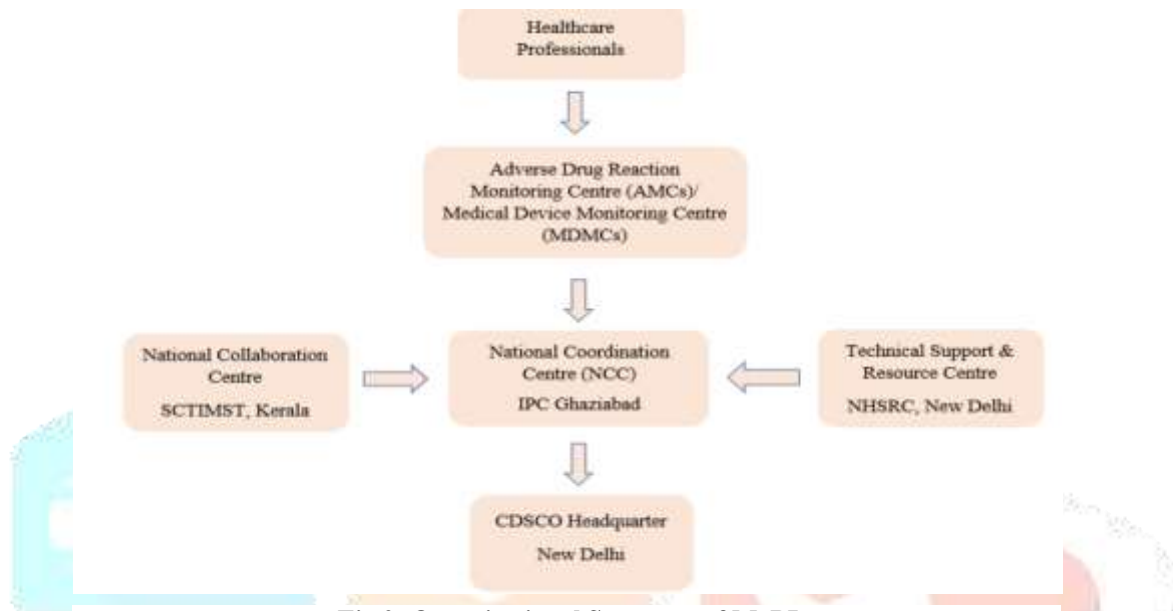 Healthcare
Professionals
Adverse Drug Reaction
Monitoring Centre (AMCs)/
Medical Device Monitoring Centre
(MDMCs)
National Collaboration
Centre
SCTIMST, Kerala
National Coordination
Centre (NCC)
IPC Ghaziabad
Technical Support &
Resource Centre
NHSRC, New Delhi
CDSCO Headquarter
New Delhi